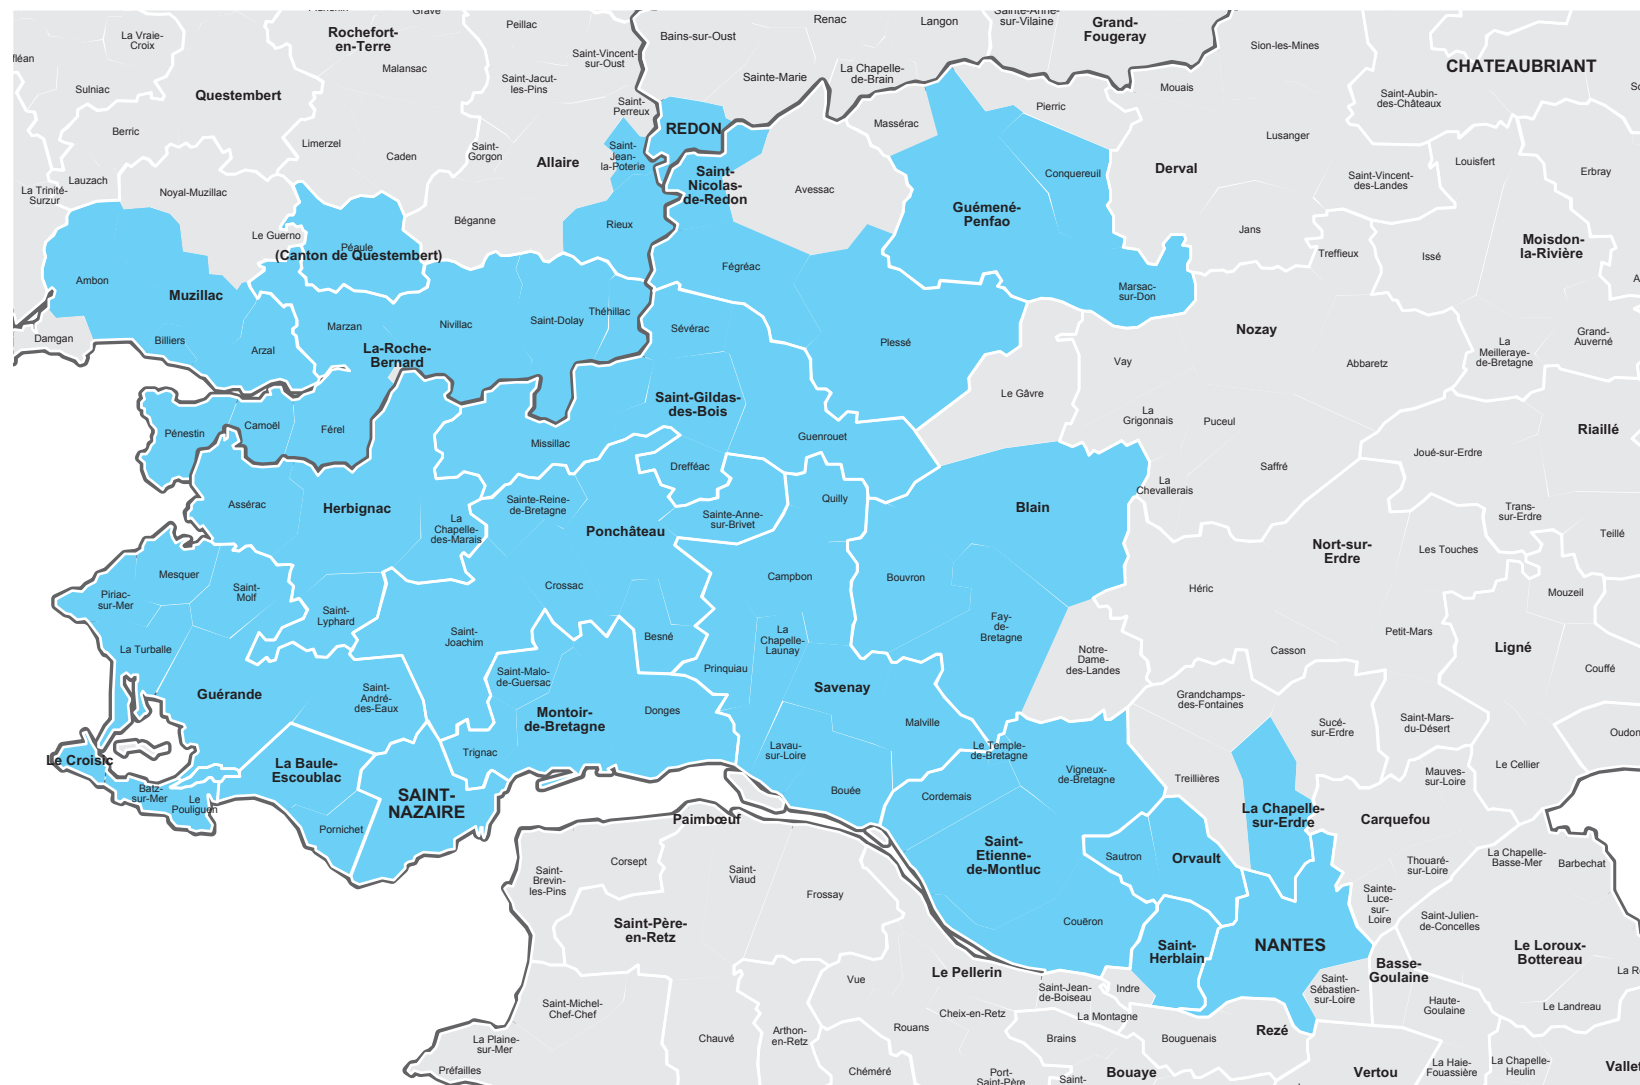 Grave
Peillac
Renac
Langon
Sainte-Anne-
sur-Vilaine
Grand-
Fougeray
La Vraie-
Croix
Rochefort-
en-Terre
Bains-sur-Oust
Sion-les-Mines
Malansac
Saint-Vincent-
sur-Oust
Sainte-Marie
La Chapelle-
de-Brain
CHATEAUBRIANT
Sulniac
Questembert
Saint-Jacut-
les-Pins
Mouais
Saint-Aubin-
des-Châteaux
Saint-
Perreux
Pierric
Berric
REDON
Massérac
Lusanger
Limerzel
Caden
Saint-
Gorgon
Allaire
Saint-
Jean-
la-Poterie
Saint-
Nicolas-
de-Redon
Avessac
Conquereuil
Derval
Louisfert
Erbray
La Trinité-
Surzur
Lauzach
Noyal-Muzillac
Saint-Vincent-
des-Landes
Béganne
Rieux
Guémené-
Penfao
Jans
Le Guerno
Péaule
(Canton de Questembert)
Treffieux
Issé
Moisdon-
la-Rivière
Ambon
Muzillac
Fégréac
Marsac-
sur-Don
Damgan
Billiers
Arzal
Marzan
Nivillac
Saint-Dolay
Théhillac
Sévérac
Plessé
Nozay
Grand-
Auverné
La-Roche-
Bernard
Vay
Abbaretz
La
Meilleraye-
de-Bretagne
Le Gâvre
Saint-Gildas-
des-Bois
La
Grigonnais
Puceul
Riaillé
Pénestin
Camoël
Férel
Missillac
Guenrouet
Joué-sur-Erdre
Drefféac
Saffré
La
Chevallerais
Assérac
Herbignac
Sainte-Reine-
de-Bretagne
Quilly
Blain
Trans-
sur-Erdre
La
Chapelle-
des-Marais
Ponchâteau
Sainte-Anne-
sur-Brivet
Teillé
Nort-sur-
Erdre
Les Touches
Mesquer
Piriac-
sur-Mer
Saint-
Molf
Crossac
Campbon
Bouvron
Héric
Mouzeil
Saint-
Lyphard
Saint-
Joachim
Besné
La
Chapelle-
Launay
Fay-
de-
Bretagne
Petit-Mars
La Turballe
Casson
Ligné
Couffé
Notre-
Dame-
des-Landes
Saint-Malo-
de-Guersac
Prinquiau
Guérande
Saint-
André-
des-Eaux
Savenay
Grandchamps-
des-Fontaines
Montoir-
de-Bretagne
Donges
Malville
Sucé-
sur-Erdre
Saint-Mars-
du-Désert
Le Croisic
Trignac
Lavau-
sur-Loire
Le Temple-
de-Bretagne
La Baule-
Escoublac
Vigneux-
de-Bretagne
Treillières
Mauves-
sur-Loire
Le Cellier
Batz-
sur-Mer
Le
Pouliguen
SAINT-
NAZAIRE
Bouée
Cordemais
Pornichet
Paimbœuf
La Chapelle-
sur-Erdre
Carquefou
Saint-
Etienne-
de-Montluc
Sautron
Orvault
Corsept
Saint-
Brevin-
les-Pins
Saint-
Viaud
Frossay
Thouaré-
sur-Loire
La Chapelle-
Basse-Mer
Barbechat
Sainte-
Luce-
sur-
Loire
Saint-Julien-
de-Concelles
Saint-Père-
en-Retz
Couëron
Saint-
Herblain
NANTES
Le Loroux-
Bottereau
Le Pellerin
Basse-
Goulaine
Vue
Saint-Jean-
de-Boiseau
Indre
Saint-
Sébastien-
sur-Loire
Saint-Michel-
Chef-Chef
Haute-
Goulaine
Le Landreau
Cheix-en-Retz
La Montagne
Rouans
Chauvé
Arthon-
en-Retz
Brains
Bouguenais
Rezé
La Plaine-
sur-Mer
Préfailles
Chéméré
Port-
Saint-Père
Saint-
Bouaye
Vertou
La Haie-
Fouassière
La Chapelle-
Heulin
Vallet
Oudon